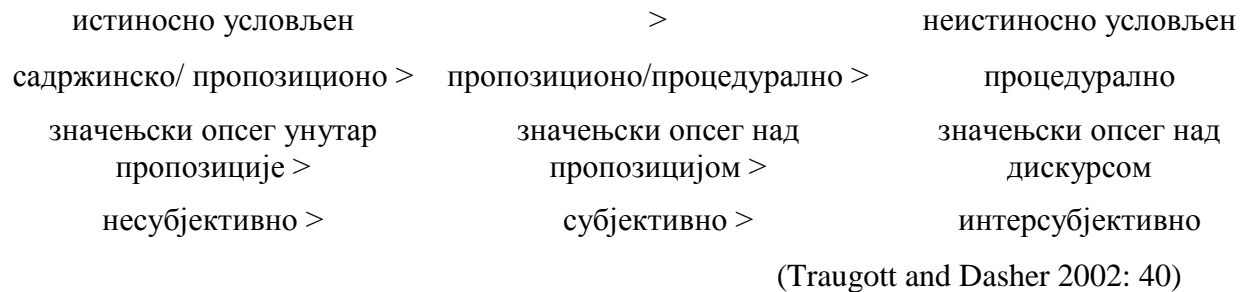 истиносно условљен > неистиносно условљен
садржинско/ пропозиционо > пропозиционо/процедурално > процедурално
значењски опсег унутар значењски опсег над значењски опсег над
пропозиције > пропозицијом > дискурсом
несубјективно > субјективно > интерсубјективно
(Traugott and Dasher 2002: 40)